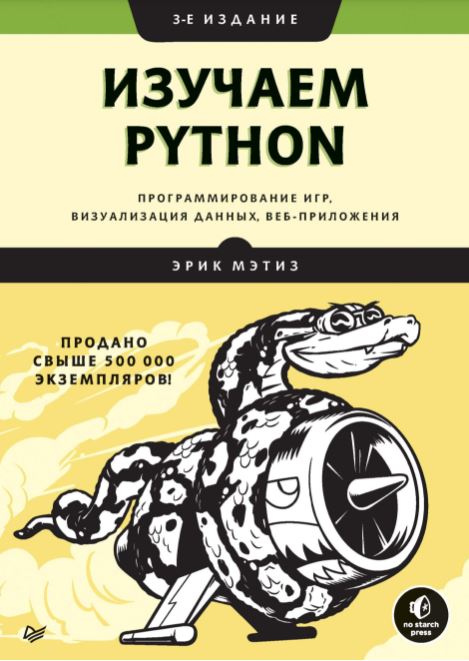 3-Е ИЗДАНИЕ
ИЗУЧАЕМ
PYTHON
ПРОГРАММИРОВАНИЕ ИГР,
ВИЗУАЛИЗАЦИЯ ДАННЫХ, ВЕБ-ПРИЛОЖЕНИЯ
ЭРИК МЭТИЗ
ПРОДАНО
СВЫШЕ 500 000
ЭКЗЕМПЛЯРОВ!
no starch
press